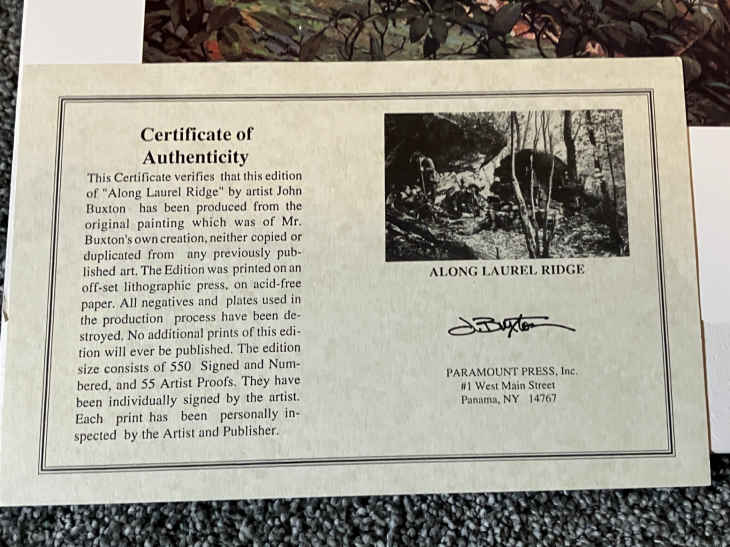 Certificate of
Authenticity
This Certificate verifies that this edition
of "Along Laurel Ridge" by artist John
Buxton has been produced from the
original painting which was of Mr.
Buxton's own creation, neither copied or
duplicated from any previously pub-
lished art. The Edition was printed on an
off-set lithographic press, on acid-free
paper. All negatives and plates used in
the production process have been de-
stroyed. No additional prints of this edi-
tion will ever be published. The edition
size consists of 550 Signed and Num-
bered, and 55 Artist Proofs. They have
been individually signed by the artist.
Each print has been personally in-
spected by the Artist and Publisher.
ALONG LAUREL RIDGE
J. Buxton
PARAMOUNT PRESS, Inc.
#1 West Main Street
Panama, NY 14767